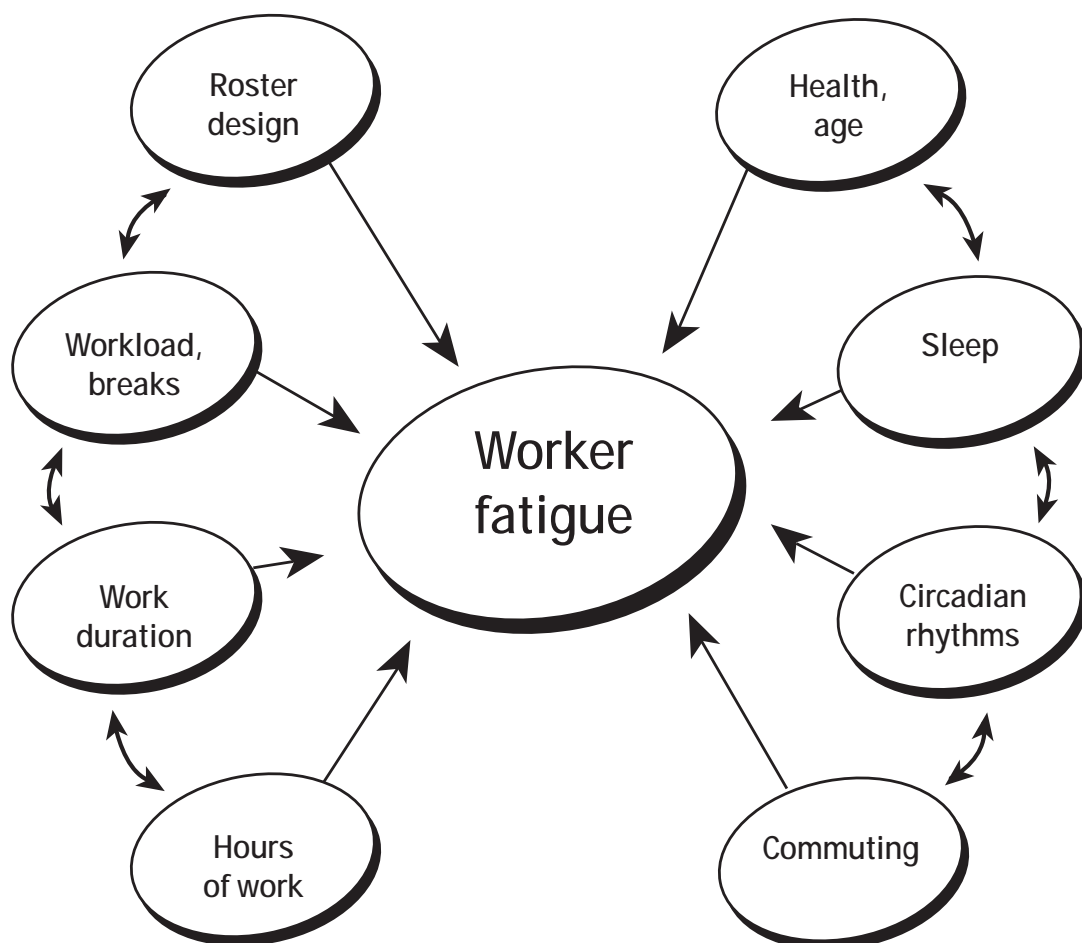 Roster
design
Health,
age
Workload,
breaks
Sleep
Worker
fatigue
Work
duration
Circadian
rhythms
Hours
of work
Commuting